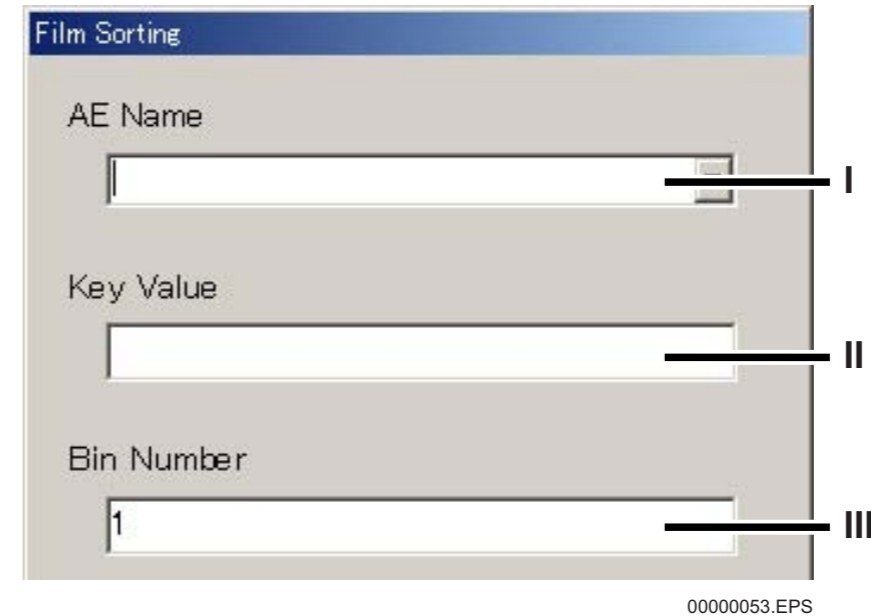 Film Sorting
AE Name
I
Key Value
II
Bin Number
1
III
00000053.EPS